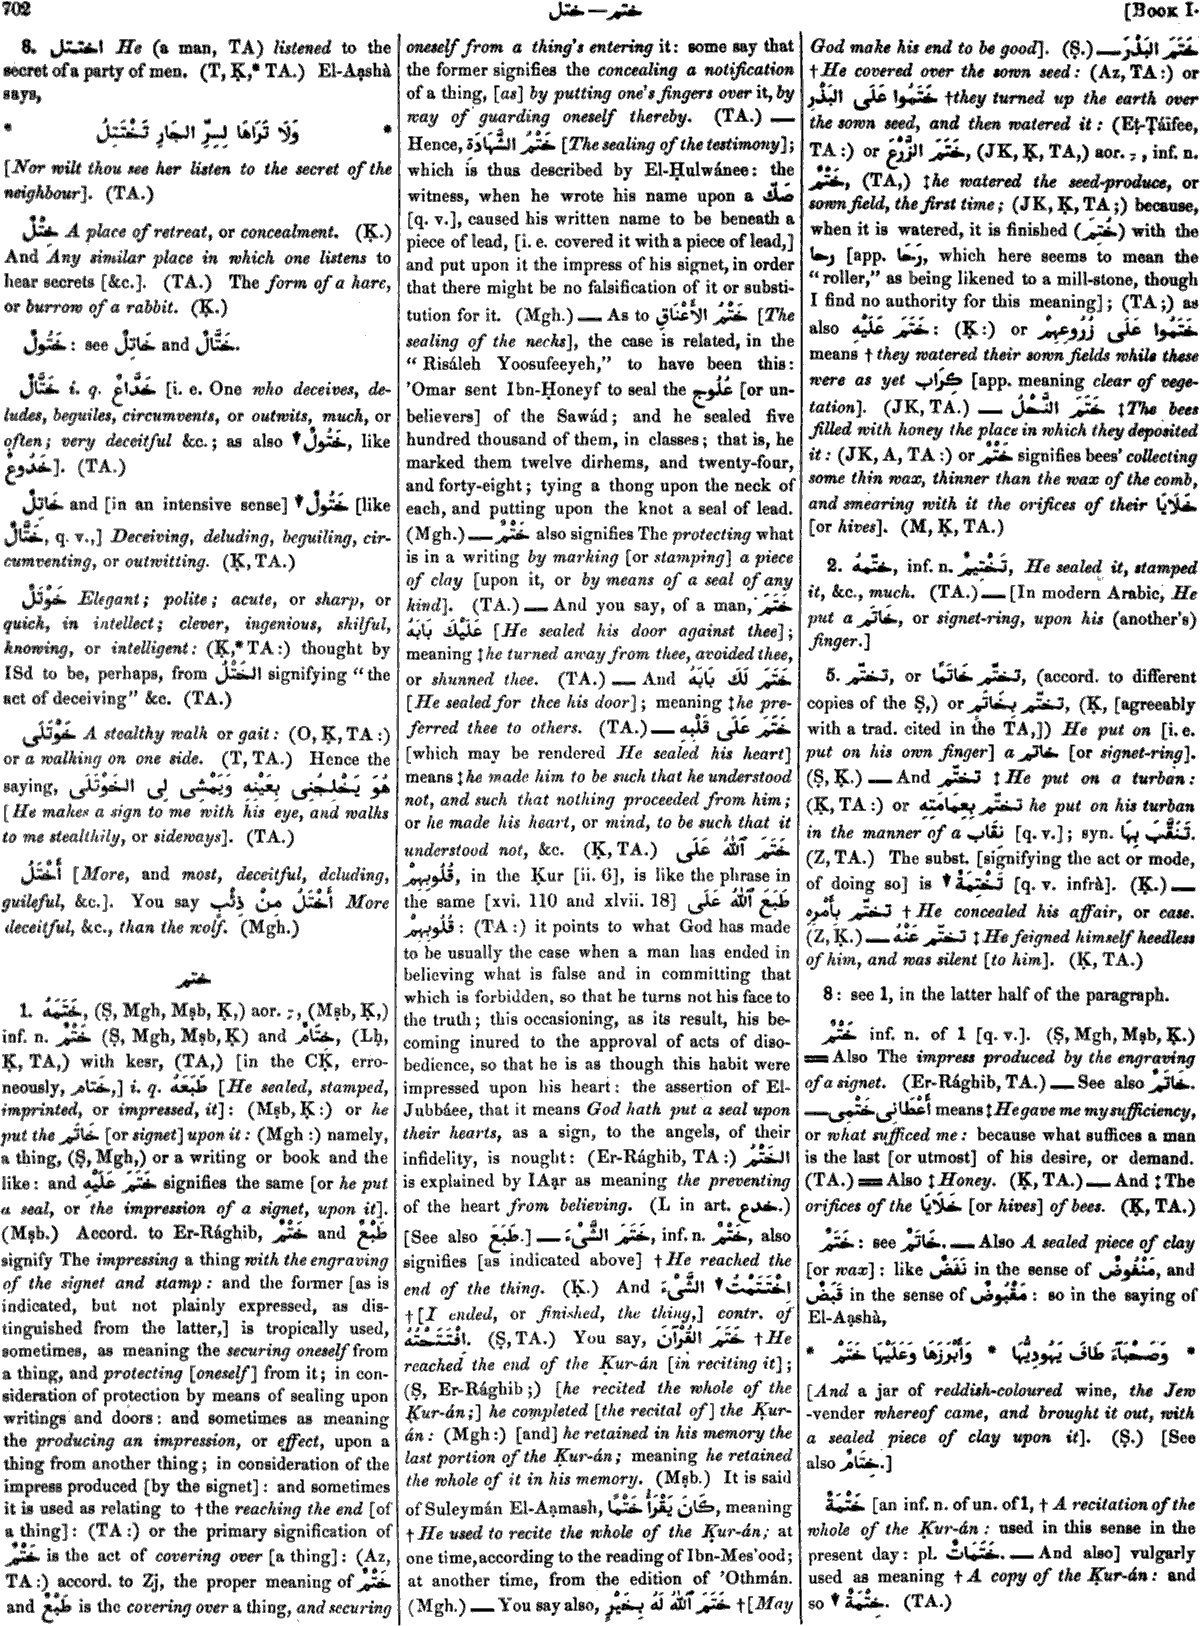 702
ختل — ختم
[BOOK I.
8. اختتل He (a man, TA) listened to the
secret of a party of men. (T, Ḳ,* TA.) El-Aạshà
says,
* وَلَا تَرَاهَا لِسِرِّ الجَارِ تَخْتَتِلُ *
[Nor wilt thou see her listen to the secret of the
neighbour]. (TA.)
خِتْلٌ A place of retreat, or concealment. (Ḳ.)
And Any similar place in which one listens to
hear secrets [&c.]. (TA.) The form of a hare,
or burrow of a rabbit. (Ḳ.)
خَتُولٌ: see خَاتِلٌ and خَتَّالٌ.
خَتَّالٌ i. q. خَدَّاعٌ [i. e. One who deceives, de-
ludes, beguiles, circumvents, or outwits, much, or
often; very deceitful &c.; as also ▼ خَتُولٌ, like
خَدُوعٌ]. (TA.)
خَاتِلٌ and [in an intensive sense] ▼ خَتُولٌ [like
خَتَّالٌ, q. v.,] Deceiving, deluding, beguiling, cir-
cumventing, or outwitting. (Ḳ, TA.)
خَوْتَلٌ Elegant; polite; acute, or sharp, or
quick, in intellect; clever, ingenious, skilful,
knowing, or intelligent: (Ḳ,* TA:) thought by
ISd to be, perhaps, from الخَتْلُ signifying “the
act of deceiving” &c. (TA.)
خَوْتَلَى A stealthy walk or gait: (O, Ḳ, TA:)
or a walking on one side. (T, TA.) Hence the
saying, هُوَ يَخْلِجُنِى بِعَيْنِهِ وَيَمْشِى لِى الخَوْتَلَى
[He makes a sign to me with his eye, and walks
to me stealthily, or sideways]. (TA.)
أَخْتَلُ [More, and most, deceitful, deluding,
guileful, &c.]. You say أَخْتَلُ مِنْ ذِئْبٍ More
deceitful, &c., than the wolf. (Mgh.)
ختم
1. خَتَمَهُ, (Ṣ, Mgh, Mṣb, Ḳ,) aor. ـِ, (Mṣb, Ḳ,)
inf. n. خَتْمٌ (Ṣ, Mgh, Mṣb, Ḳ) and خِتَامٌ, (Lḥ,
Ḳ, TA,) with kesr, (TA,) [in the CḲ, erro-
neously, خَتام,] i. q. طَبَعَهُ [He sealed, stamped,
imprinted, or impressed, it]: (Mṣb, Ḳ:) or he
put the خَاتَم [or signet] upon it: (Mgh:) namely,
a thing, (Ṣ, Mgh,) or a writing or book and the
like: and خَتَمَ عَلَيْهِ signifies the same [or he put
a seal, or the impression of a signet, upon it].
(Mṣb.) Accord. to Er-Rághib, خَتْمٌ and طَبْعٌ
signify The impressing a thing with the engraving
of the signet and stamp: and the former [as is
indicated, but not plainly expressed, as dis-
tinguished from the latter,] is tropically used,
sometimes, as meaning the securing oneself from
a thing, and protecting [oneself] from it; in con-
sideration of protection by means of sealing upon
writings and doors: and sometimes as meaning
the producing an impression, or effect, upon a
thing from another thing; in consideration of the
impress produced [by the signet]: and sometimes
it is used as relating to † the reaching the end [of
a thing]: (TA:) or the primary signification of
خَتْمٌ is the act of covering over [a thing]: (Az,
TA:) accord. to Zj, the proper meaning of خَتْمٌ
and طَبْعٌ is the covering over a thing, and securing
oneself from a thing's entering it: some say that
the former signifies the concealing a notification
of a thing, [as] by putting one's fingers over it, by
way of guarding oneself thereby. (TA.) —
Hence, خَتْمُ الشَّهَادَةِ [The sealing of the testimony];
which is thus described by El-Ḥulwánee: the
witness, when he wrote his name upon a صَكّ
[q. v.], caused his written name to be beneath a
piece of lead, [i. e. covered it with a piece of lead,]
and put upon it the impress of his signet, in order
that there might be no falsification of it or substi-
tution for it. (Mgh.) — As to خَتْمُ الأَعْنَاقِ [The
sealing of the necks], the case is related, in the
“Risáleh Yoosufeeyeh,” to have been this:
'Omar sent Ibn-Ḥoneyf to seal the عُلُوج [or un-
believers] of the Sawád; and he sealed five
hundred thousand of them, in classes; that is, he
marked them twelve dirhems, and twenty-four,
and forty-eight; tying a thong upon the neck of
each, and putting upon the knot a seal of lead.
(Mgh.) — خَتْمٌ also signifies The protecting what
is in a writing by marking [or stamping] a piece
of clay [upon it, or by means of a seal of any
kind]. (TA.) — And you say, of a man, خَتَمَ
عَلَيْكَ بَابَهُ [He sealed his door against thee];
meaning ‡ he turned away from thee, avoided thee,
or shunned thee. (TA.) — And خَتَمَ لَكَ بَابَهُ
[He sealed for thee his door]; meaning ‡ he pre-
ferred thee to others. (TA.) — خَتَمَ عَلَى قَلْبِهِ
[which may be rendered He sealed his heart]
means ‡ he made him to be such that he understood
not, and such that nothing proceeded from him;
or he made his heart, or mind, to be such that it
understood not, &c. (Ḳ, TA.) خَتَمَ ٱللّٰهُ عَلَى
قُلُوبِهِمْ, in the Ḳur [ii. 6], is like the phrase in
the same [xvi. 110 and xlvii. 18] طَبَعَ ٱللّٰهُ عَلَى
قُلُوبِهِمْ: (TA:) it points to what God has made
to be usually the case when a man has ended in
believing what is false and in committing that
which is forbidden, so that he turns not his face to
the truth; this occasioning, as its result, his be-
coming inured to the approval of acts of diso-
bedience, so that he is as though this habit were
impressed upon his heart: the assertion of El-
Jubbáee, that it means God hath put a seal upon
their hearts, as a sign, to the angels, of their
infidelity, is nought: (Er-Rághib, TA:) الخَتْمُ
is explained by IAạr as meaning the preventing
of the heart from believing. (L in art. خدع.)
[See also طَبَعَ.] — خَتَمَ الشَّىْءَ, inf. n. خَتْمٌ, also
signifies [as indicated above] † He reached the
end of the thing. (Ḳ.) And اخْتَتَمْتُ ▼ الشَّىْءَ
† [I ended, or finished, the thing,] contr. of
افْتَتَحْتُهُ. (Ṣ, TA.) You say, خَتَمَ القُرْآنَ † He
reached the end of the Ḳur-án [in reciting it];
(Ṣ, Er-Rághib;) [he recited the whole of the
Ḳur-án;] he completed [the recital of] the Ḳur-
án: (Mgh:) [and] he retained in his memory the
last portion of the Ḳur-án; meaning he retained
the whole of it in his memory. (Mṣb.) It is said
of Suleymán El-Aạmash, كَانَ يَقْرَأُ خَتْمًا, meaning
† He used to recite the whole of the Ḳur-án; at
one time, according to the reading of Ibn-Mes'ood;
at another time, from the edition of 'Othmán.
(Mgh.) — You say also, خَتَمَ ٱللّٰهُ لَهُ بِخَيْرٍ † [May
God make his end to be good]. (Ṣ.) — خَتَمَ البَذْرَ
† He covered over the sown seed: (Az, TA:) or
خَتَمُوا عَلَى البَذْرِ † they turned up the earth over
the sown seed, and then watered it: (Eṭ-Ṭáïfee,
TA:) or خَتَمَ الزَّرْعَ, (JK, Ḳ, TA,) aor. ـِ, inf. n.
خَتْمٌ, (TA,) ‡ he watered the seed-produce, or
sown field, the first time; (JK, Ḳ, TA;) because,
when it is watered, it is finished (خُتِمَ) with the
رجا [app. رَحَا, which here seems to mean the
“roller,” as being likened to a mill-stone, though
I find no authority for this meaning]; (TA;) as
also خَتَمَ عَلَيْهِ: (Ḳ:) or خَتَمُوا عَلَى زُرُوعِهِمْ
means † they watered their sown fields while these
were as yet كِرَاب [app. meaning clear of vege-
tation]. (JK, TA.) — خَتَمَ النَّحْلُ ‡ The bees
filled with honey the place in which they deposited
it: (JK, A, TA:) or خَتْمٌ signifies bees' collecting
some thin wax, thinner than the wax of the comb,
and smearing with it the orifices of their خَلَايَا
[or hives]. (M, Ḳ, TA.)
2. ختّمهُ, inf. n. تَخْتِيمٌ, He sealed it, stamped
it, &c., much. (TA.) — [In modern Arabic, He
put a خَاتَم, or signet-ring, upon his (another's)
finger.]
5. تختّم, or تختّم خَاتَمًا, (accord. to different
copies of the Ṣ,) or تختّم بِخَاتَمٍ, (Ḳ, [agreeably
with a trad. cited in the TA,]) He put on [i. e.
put on his own finger] a خاتم [or signet-ring].
(Ṣ, Ḳ.) — And تختّم ‡ He put on a turban:
(Ḳ, TA:) or تختّم بِعِمَامَتِهِ he put on his turban
in the manner of a نِقَاب [q. v.]; syn. تَنَقَّبَ بِهَا.
(Z, TA.) The subst. [signifying the act or mode,
of doing so] is ▼ تَخْتِمَةٌ [q. v. infrà]. (Ḳ.) —
تختّم بِأَمْرِهِ † He concealed his affair, or case.
(Z, Ḳ.) — تختّم عَنْهُ ‡ He feigned himself heedless
of him, and was silent [to him]. (Ḳ, TA.)
8: see 1, in the latter half of the paragraph.
خَتْمٌ inf. n. of 1 [q. v.]. (Ṣ, Mgh, Mṣb, Ḳ.)
═ Also The impress produced by the engraving
of a signet. (Er-Rághib, TA.) — See also خَاتَمٌ.
— أَعْطَانِى خَتْمِى means ‡ He gave me my sufficiency,
or what sufficed me: because what suffices a man
is the last [or utmost] of his desire, or demand.
(TA.) ═ Also ‡ Honey. (Ḳ, TA.) — And ‡ The
orifices of the خَلَايَا [or hives] of bees. (Ḳ, TA.)
خَتَمٌ: see خَاتَمٌ. — Also A sealed piece of clay
[or wax]: like نَفَضٌ in the sense of مَنْفُوضٌ, and
قَبَضٌ in the sense of مَقْبُوضٌ: so in the saying of
El-Aạshà,
* وَصَهْبَآءَ طَافَ يَهُودِيُّهَا * وَأَبْرَزَهَا وَعَلَيْهَا خَتَمْ *
[And a jar of reddish-coloured wine, the Jew
-vender whereof came, and brought it out, with
a sealed piece of clay upon it]. (Ṣ.) [See
also خِتَامٌ.]
خَتْمَةٌ [an inf. n. of un. of 1, † A recitation of the
whole of the Ḳur-án: used in this sense in the
present day: pl. خَتَمَاتٌ. — And also] vulgarly
used as meaning † A copy of the Ḳur-án: and
so ▼ خِتْمَةٌ. (TA.)